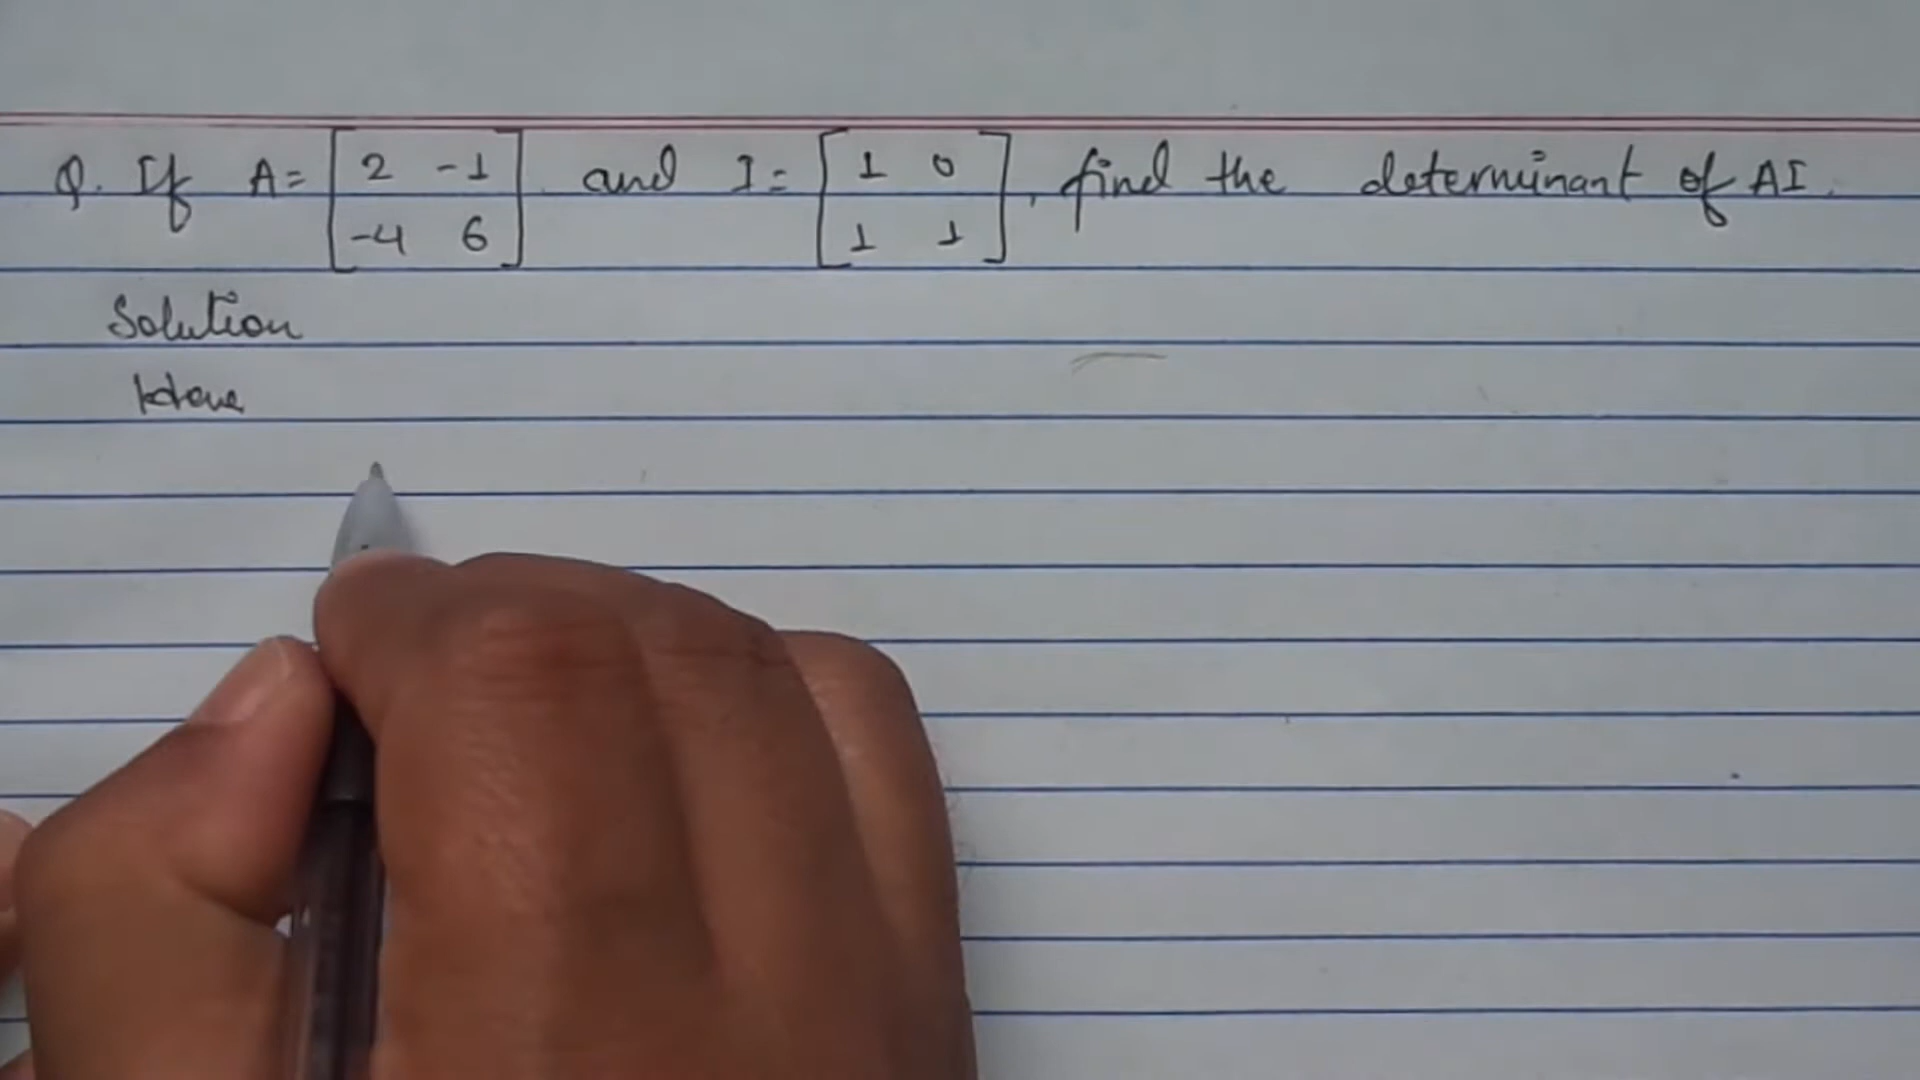 Q. If A = [2 -1 and I = [1 0 , find the determinant of AI.
-4 6] 1 1]
Solution
Here